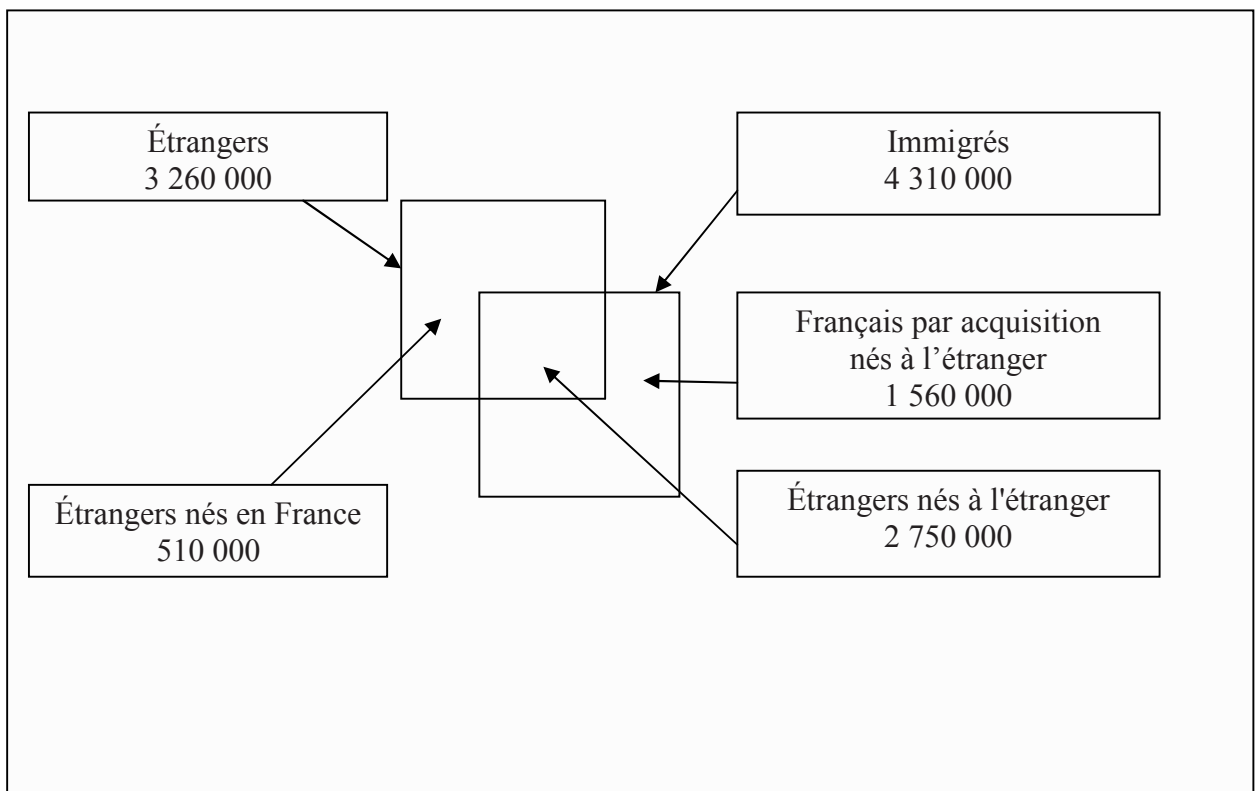 Étrangers
3 260 000
Immigrés
4 310 000
Français par acquisition
nés à l’étranger
1 560 000
Étrangers nés en France
510 000
Étrangers nés à l'étranger
2 750 000